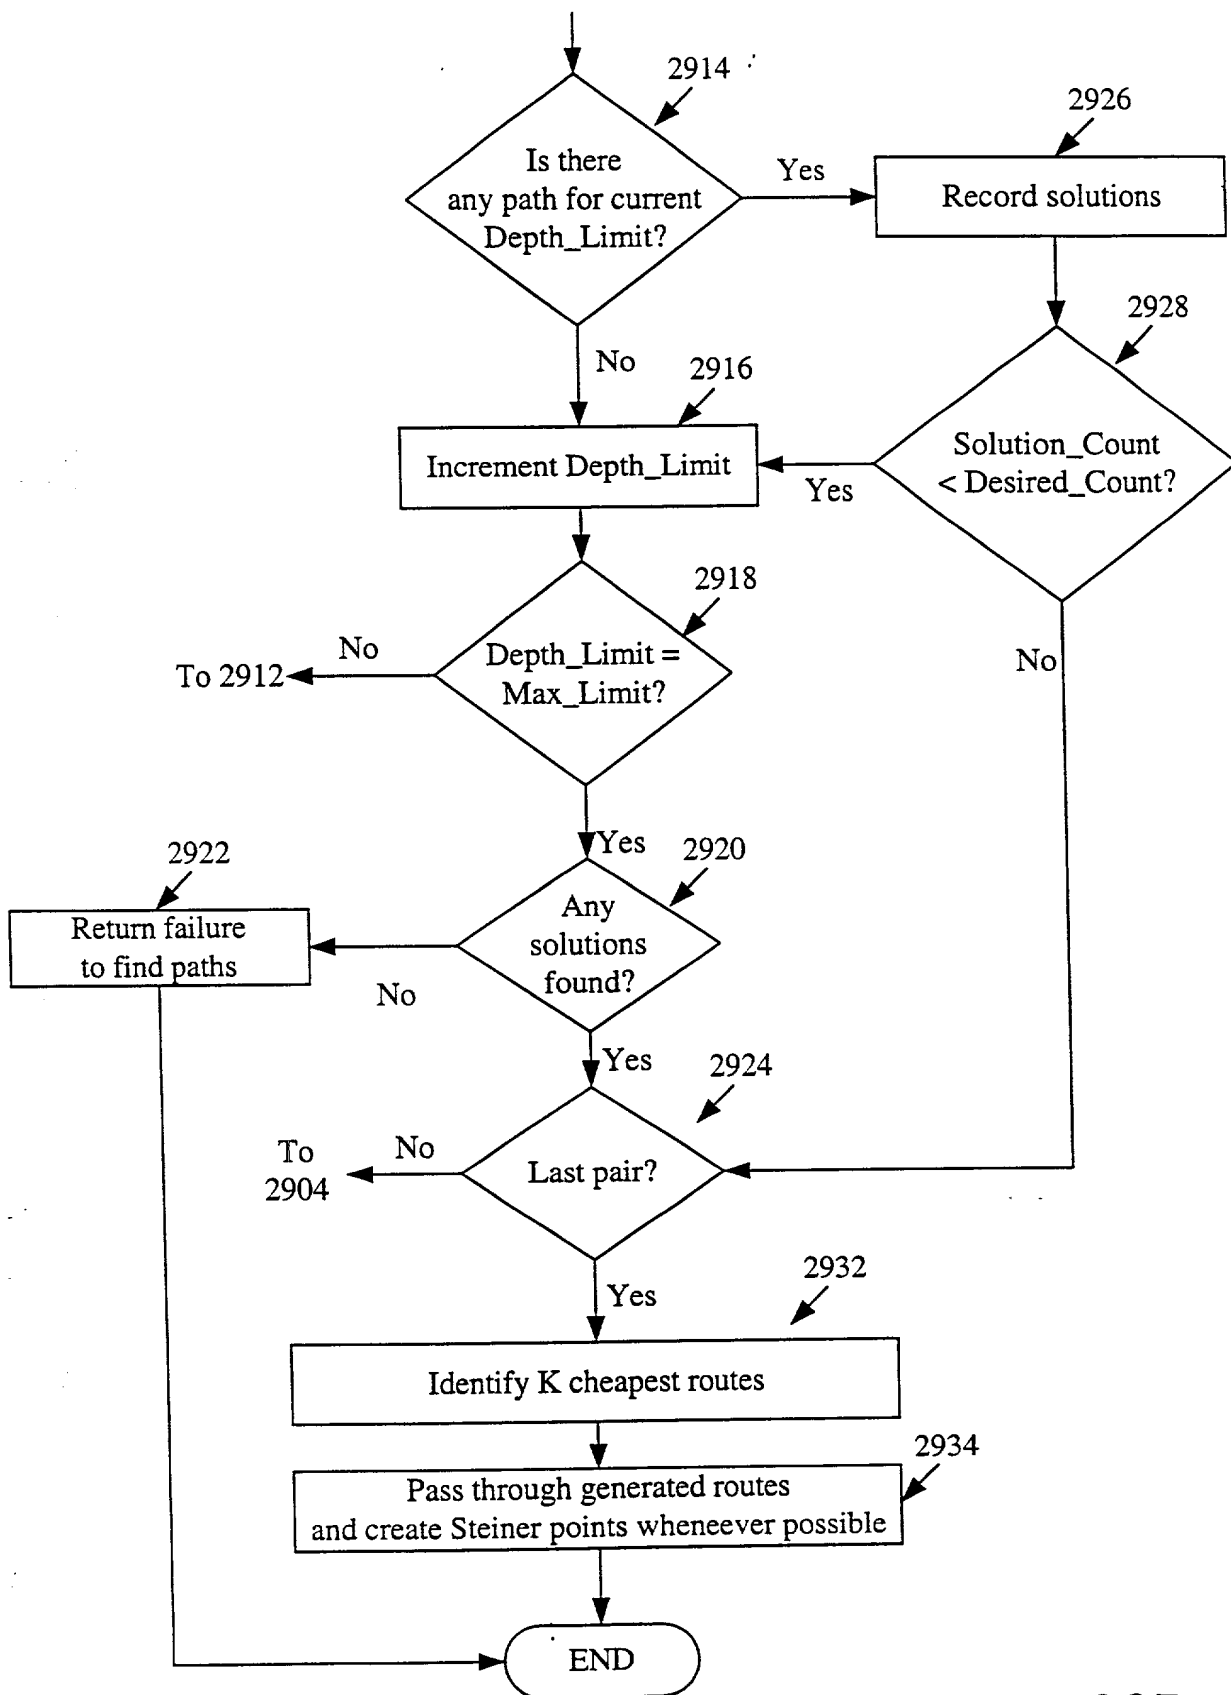 2914
Is there
any path for current
Depth_Limit?
Yes
2926
Record solutions
No
2928
Solution_Count
< Desired_Count?
Yes
No
2916
Increment Depth_Limit
2918
Depth_Limit =
Max_Limit?
No
To 2912
Yes
2920
Any
solutions
found?
No
2922
Return failure
to find paths
Yes
2924
Last pair?
No
To
2904
Yes
2932
Identify K cheapest routes
2934
Pass through generated routes
and create Steiner points wheneever possible
END